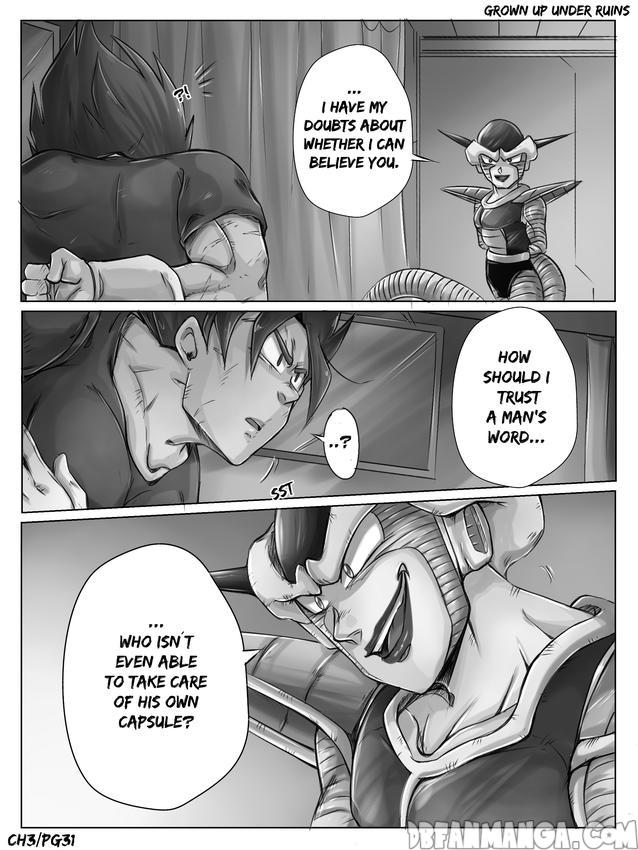 GROWN UP UNDER RUINS
?!
...
I HAVE MY
DOUBTS ABOUT
WHETHER I CAN
BELIEVE YOU.
HOW
SHOULD I
TRUST
A MAN'S
WORD...
..?
SST
...
WHO ISN´T
EVEN ABLE
TO TAKE CARE
OF HIS OWN
CAPSULE?
CH3/PG31
DBFANMANGA.COM